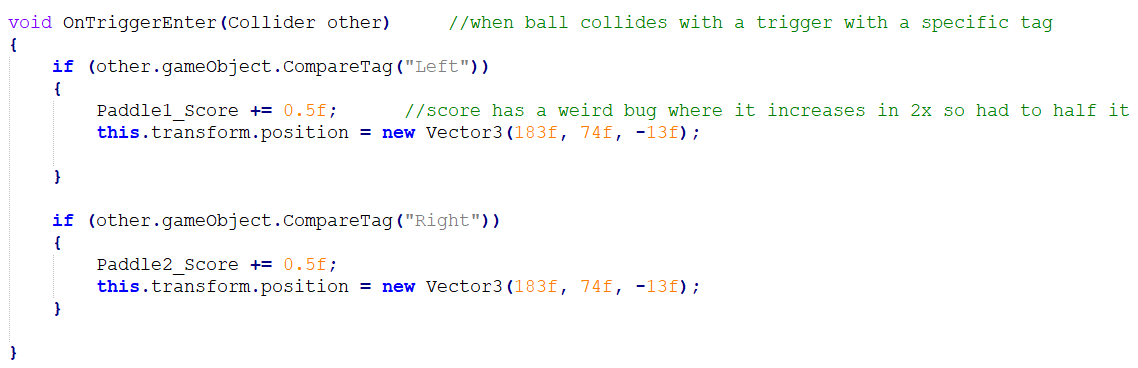 void OnTriggerEnter(Collider other)     //when ball collides with a trigger with a specific tag
{
    if (other.gameObject.CompareTag("Left"))
    {
        Paddle1_Score += 0.5f;      //score has a weird bug where it increases in 2x so had to half it
        this.transform.position = new Vector3(183f, 74f, -13f);
    }
    if (other.gameObject.CompareTag("Right"))
    {
        Paddle2_Score += 0.5f;
        this.transform.position = new Vector3(183f, 74f, -13f);
    }
}